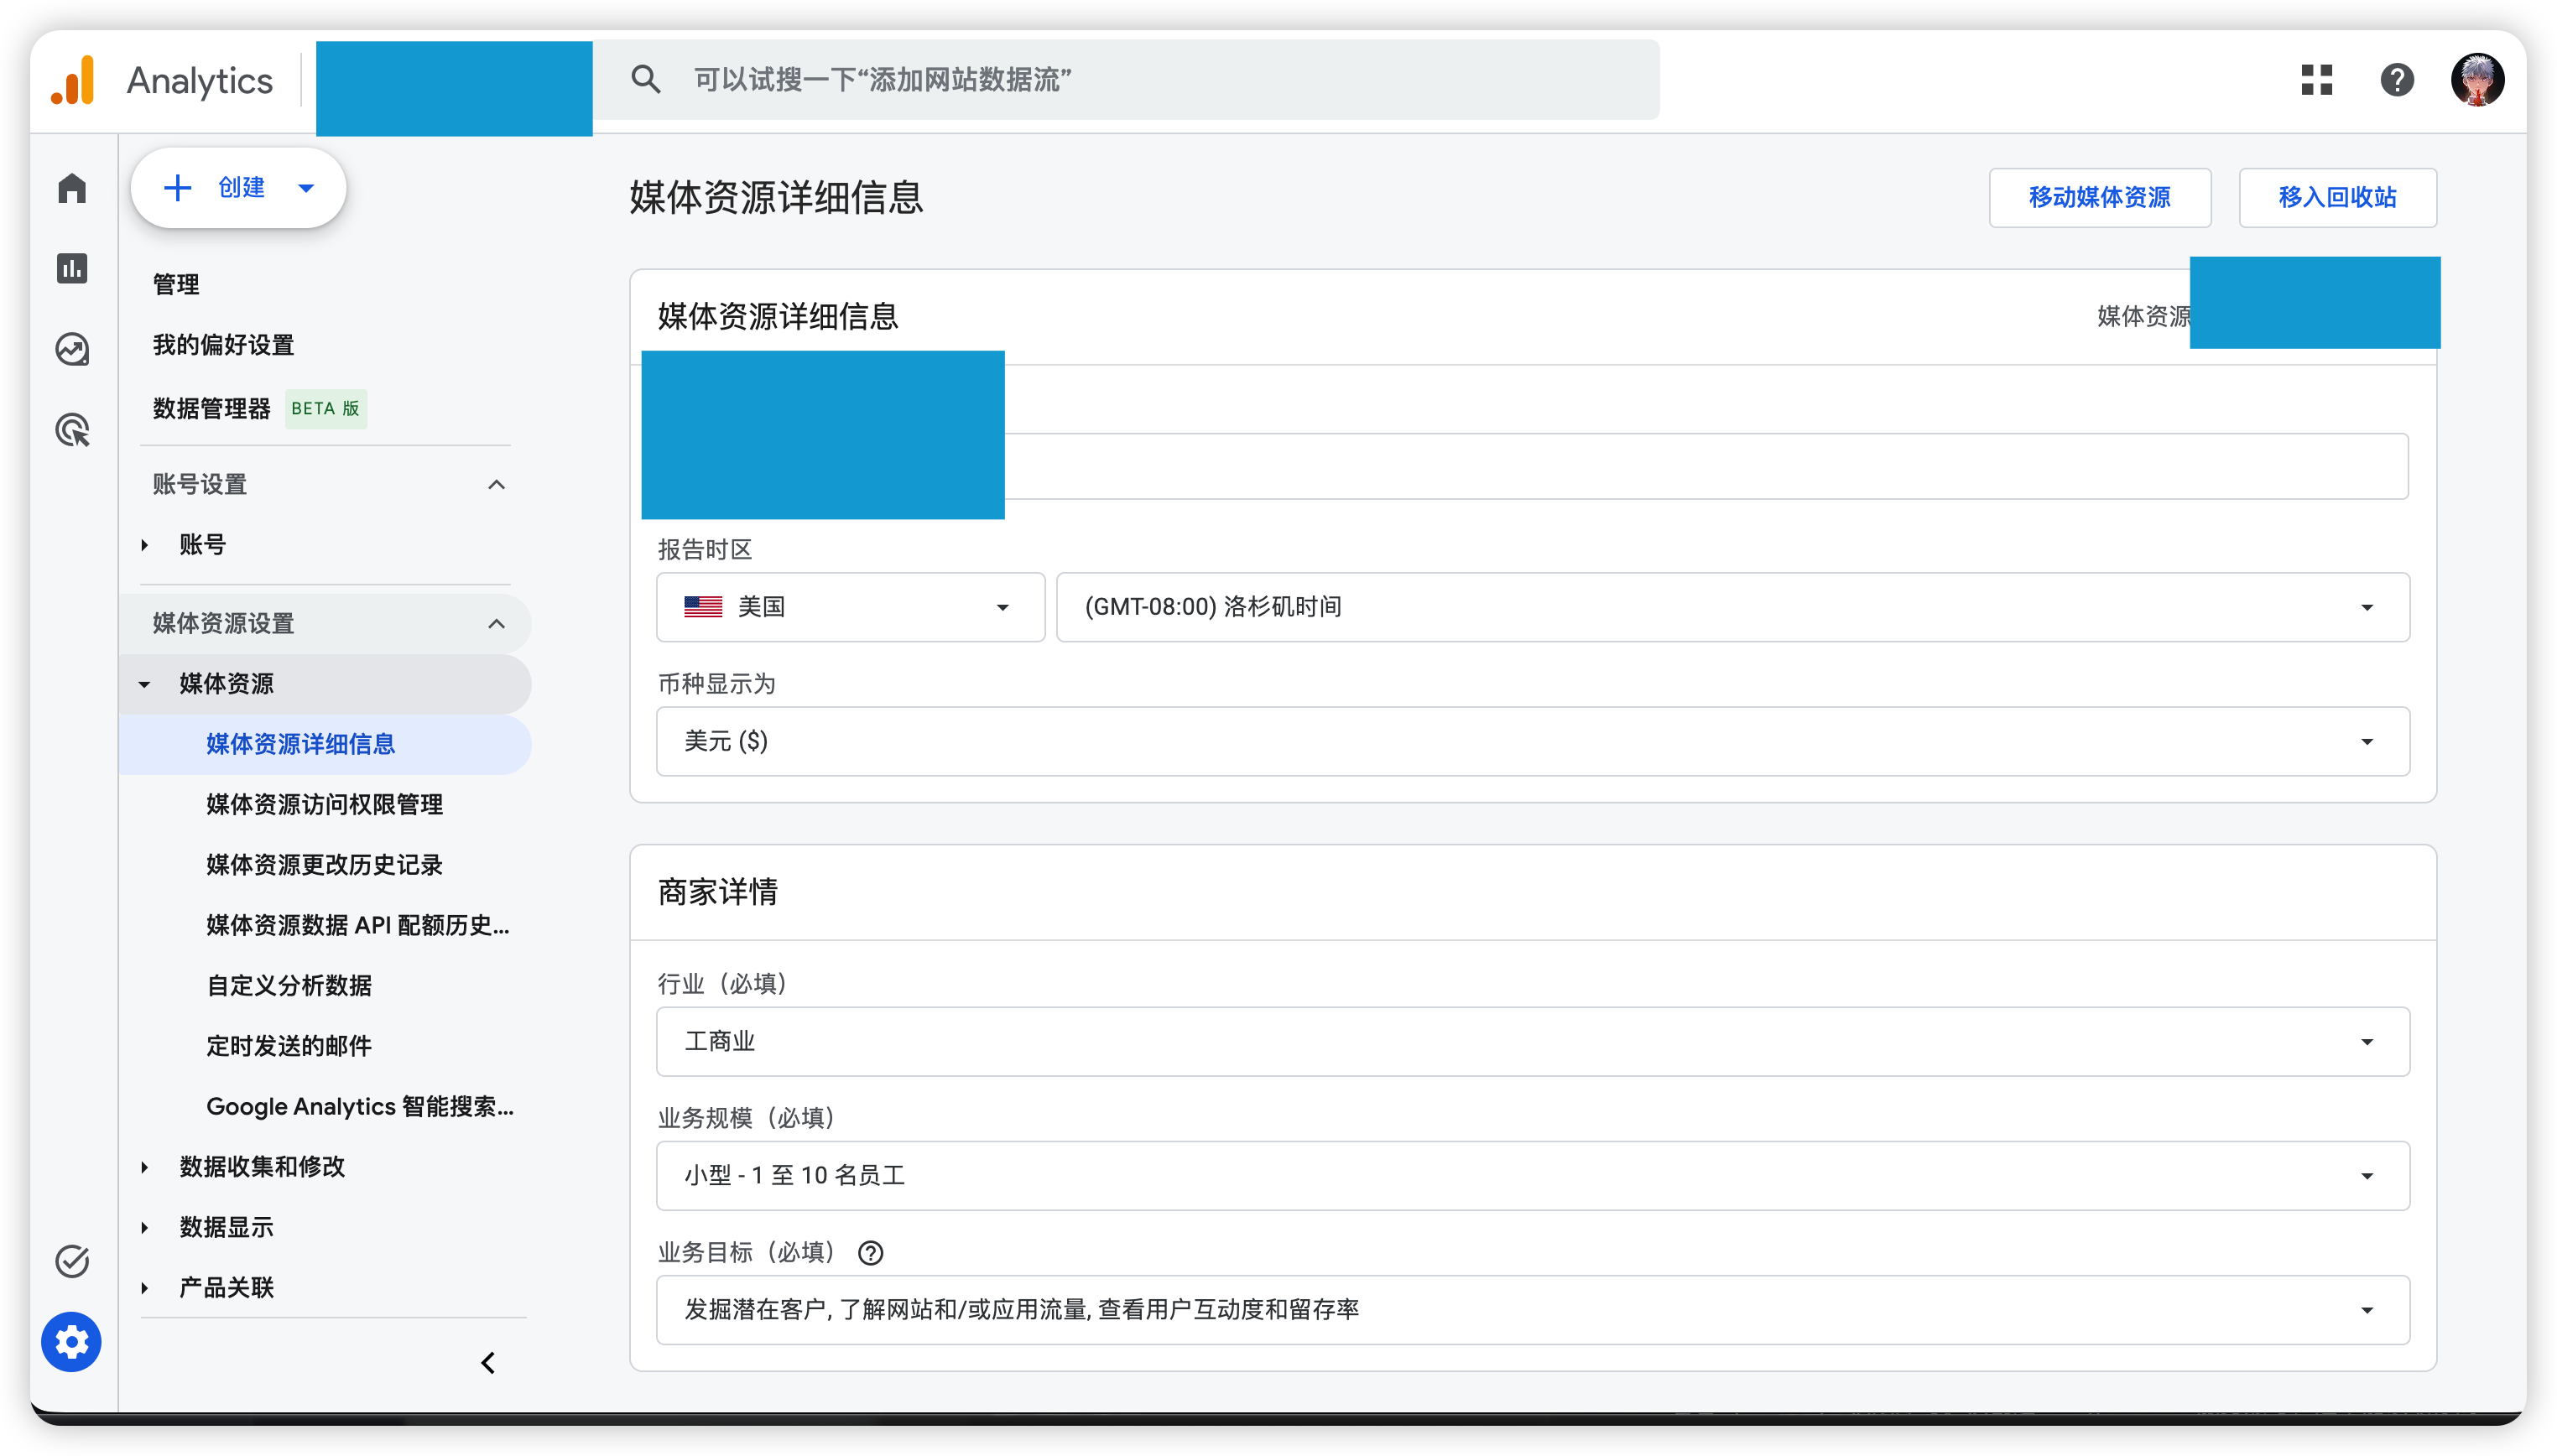 Analytics
可以试搜一下“添加网站数据流”
创建
管理
我的偏好设置
数据管理器 BETA 版
账号设置
账号
媒体资源设置
媒体资源
媒体资源详细信息
媒体资源访问权限管理
媒体资源更改历史记录
媒体资源数据 API 配额历史...
自定义分析数据
定时发送的邮件
Google Analytics 智能搜索...
数据收集和修改
数据显示
产品关联
媒体资源详细信息
移动媒体资源
移入回收站
媒体资源详细信息
媒体资源
报告时区
美国
(GMT-08:00) 洛杉矶时间
币种显示为
美元 ($)
商家详情
行业（必填）
工商业
业务规模（必填）
小型 - 1 至 10 名员工
业务目标（必填）
发掘潜在客户, 了解网站和/或应用流量, 查看用户互动度和留存率